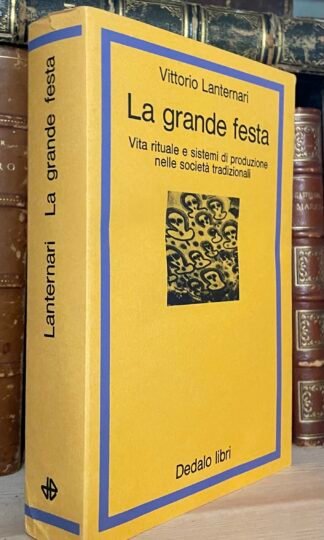 Vittorio Lanternari
La grande festa
Vita rituale e sistemi di produzione
nelle società tradizionali
Dedalo libri
Lanternari La grande festa